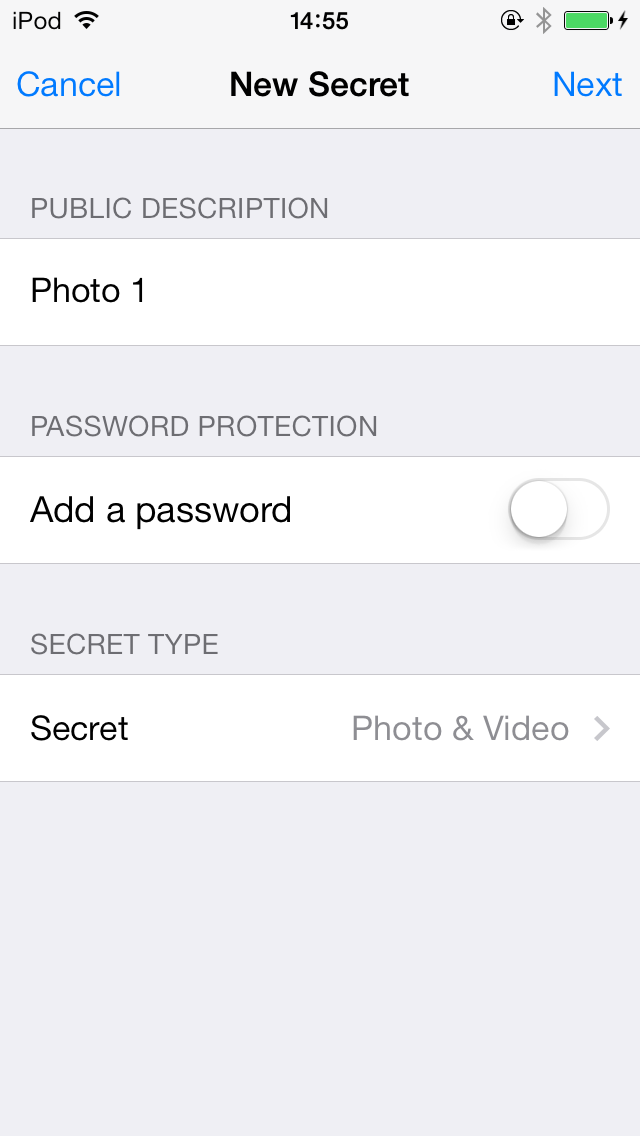 iPod 14:55
Cancel New Secret Next
PUBLIC DESCRIPTION
Photo 1
PASSWORD PROTECTION
Add a password
SECRET TYPE
Secret Photo & Video